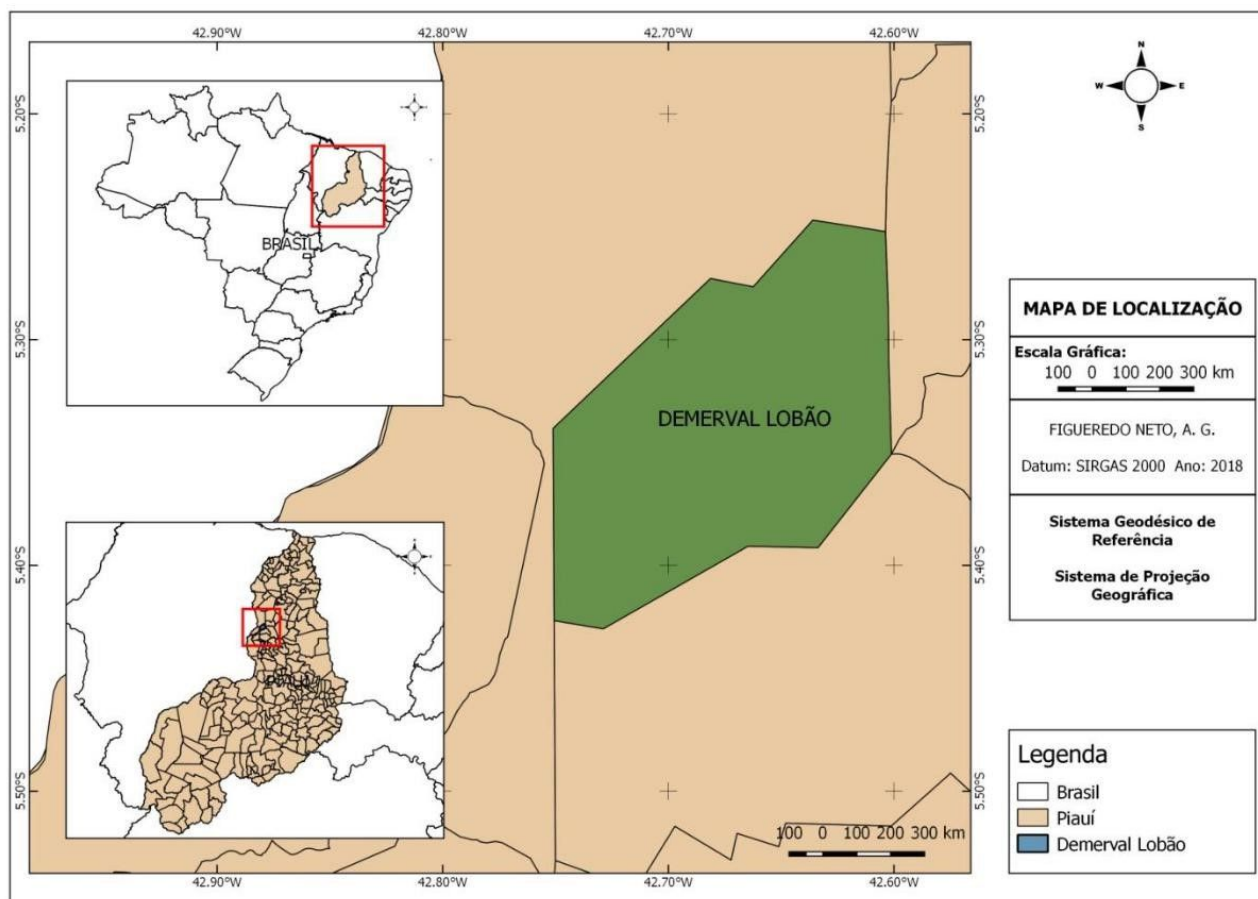 42.90°W 42.80°W 42.70°W 42.60°W
5.20°S 5.20°S
5.30°S 5.30°S
5.40°S 5.40°S
5.50°S 5.50°S
BRASIL
PIAUÍ
DEMERVAL LOBÃO
100 0 100 200 300 km
42.90°W 42.80°W 42.70°W 42.60°W
N
W E
S
MAPA DE LOCALIZAÇÃO
Escala Gráfica:
100 0 100 200 300 km
FIGUEREDO NETO, A. G.
Datum: SIRGAS 2000 Ano: 2018
Sistema Geodésico de
Referência
Sistema de Projeção
Geográfica
Legenda
Brasil
Piauí
Demerval Lobão